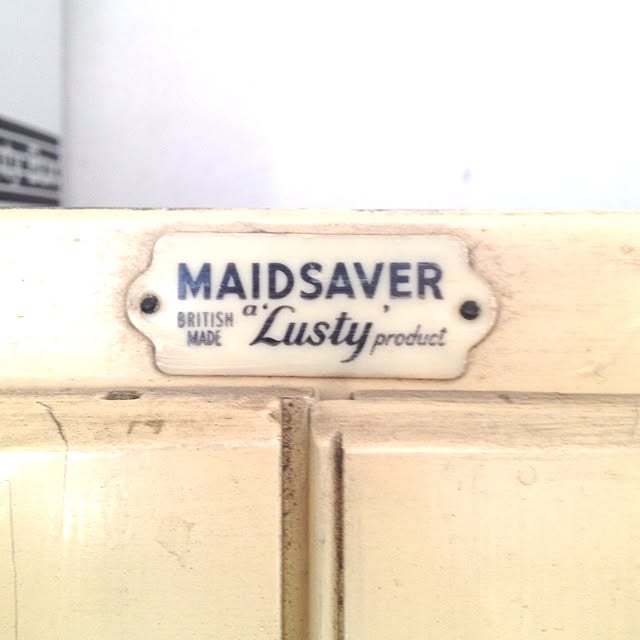 MAIDSAVER
BRITISH MADE
a 'Lusty' product